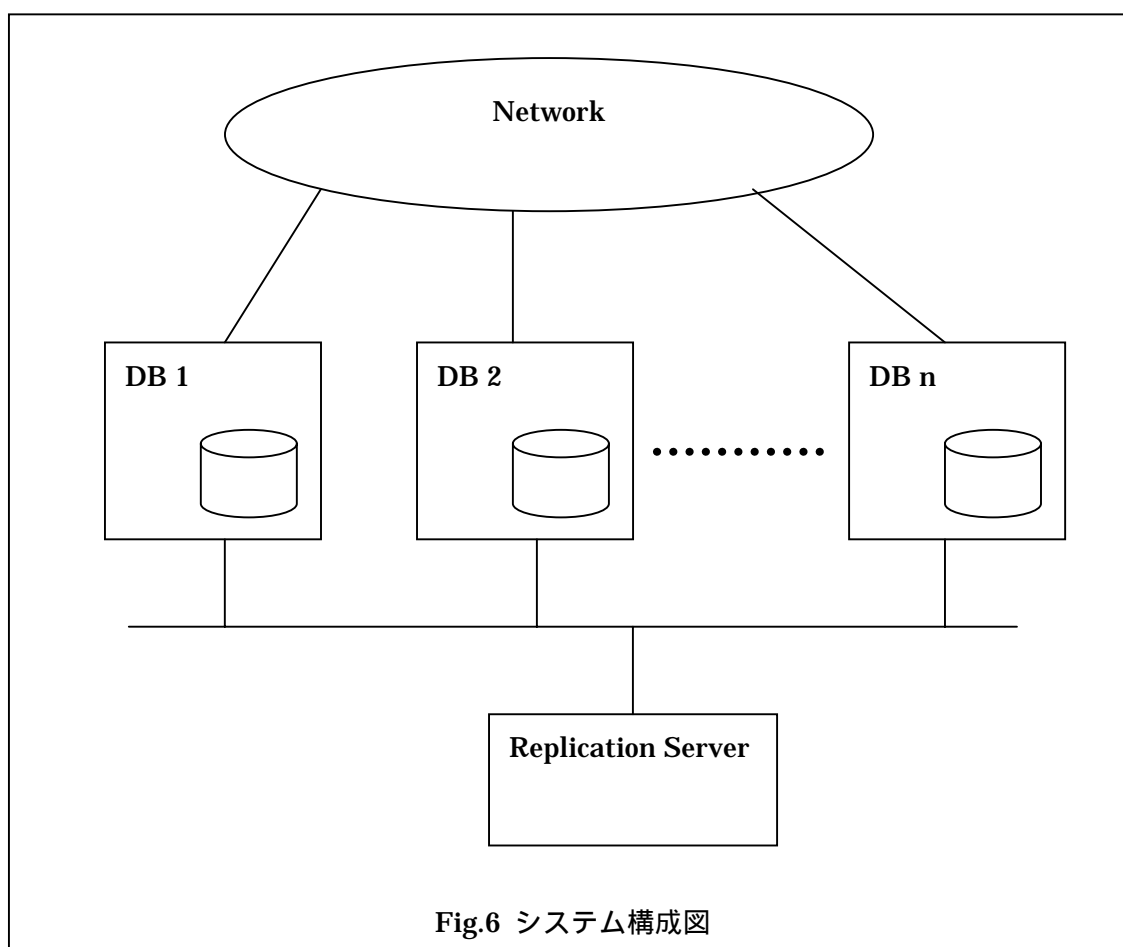 Network
DB 1
DB 2
DB n
Replication Server
Fig.6 システム構成図